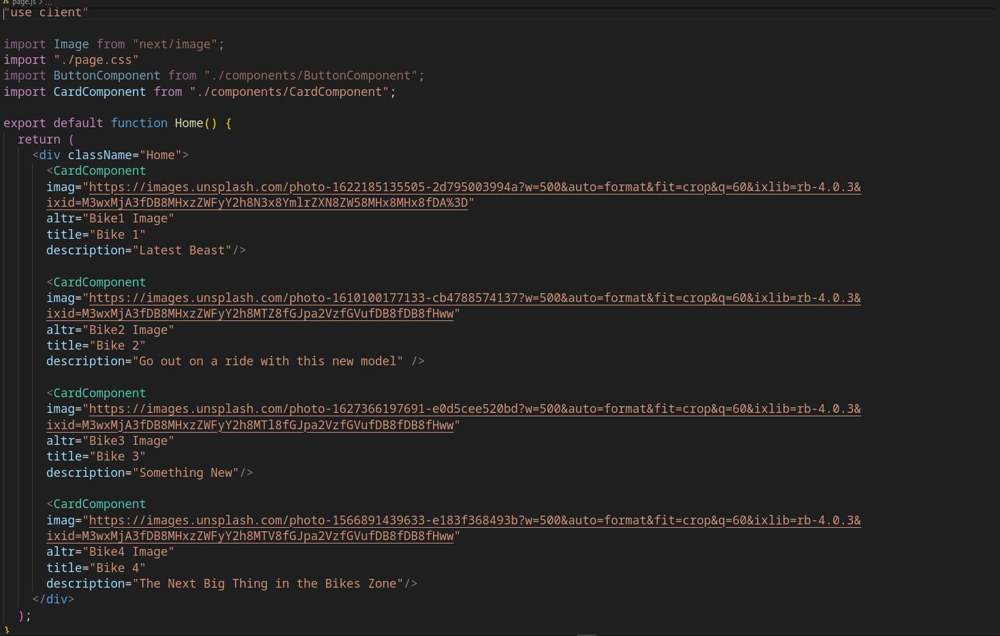 JS page.js > ...
"use client"
import Image from "next/image";
import "./page.css"
import ButtonComponent from "./components/ButtonComponent";
import CardComponent from "./components/CardComponent";
export default function Home() {
return (
<div className="Home">
<CardComponent
imag="https://images.unsplash.com/photo-1622185135505-2d795003994a?w=500&auto=format&fit=crop&q=60&ixlib=rb-4.0.3&
ixid=M3wxMjA3fDB8MHxzZWFyY2h8N3x8YmlrZXN8ZW58MHx8MHx8fDA%3D"
altr="Bike1 Image"
title="Bike 1"
description="Latest Beast"/>
<CardComponent
imag="https://images.unsplash.com/photo-1610100177133-cb4788574137?w=500&auto=format&fit=crop&q=60&ixlib=rb-4.0.3&
ixid=M3wxMjA3fDB8MHxzZWFyY2h8MTZ8fGJpa2VzfGVufDB8fDB8fHww"
altr="Bike2 Image"
title="Bike 2"
description="Go out on a ride with this new model" />
<CardComponent
imag="https://images.unsplash.com/photo-1627366197691-e0d5cee520bd?w=500&auto=format&fit=crop&q=60&ixlib=rb-4.0.3&
ixid=M3wxMjA3fDB8MHxzZWFyY2h8MTl8fGJpa2VzfGVufDB8fDB8fHww"
altr="Bike3 Image"
title="Bike 3"
description="Something New"/>
<CardComponent
imag="https://images.unsplash.com/photo-1566891439633-e183f368493b?w=500&auto=format&fit=crop&q=60&ixlib=rb-4.0.3&
ixid=M3wxMjA3fDB8MHxzZWFyY2h8MTV8fGJpa2VzfGVufDB8fDB8fHww"
altr="Bike4 Image"
title="Bike 4"
description="The Next Big Thing in the Bikes Zone"/>
</div>
);
}